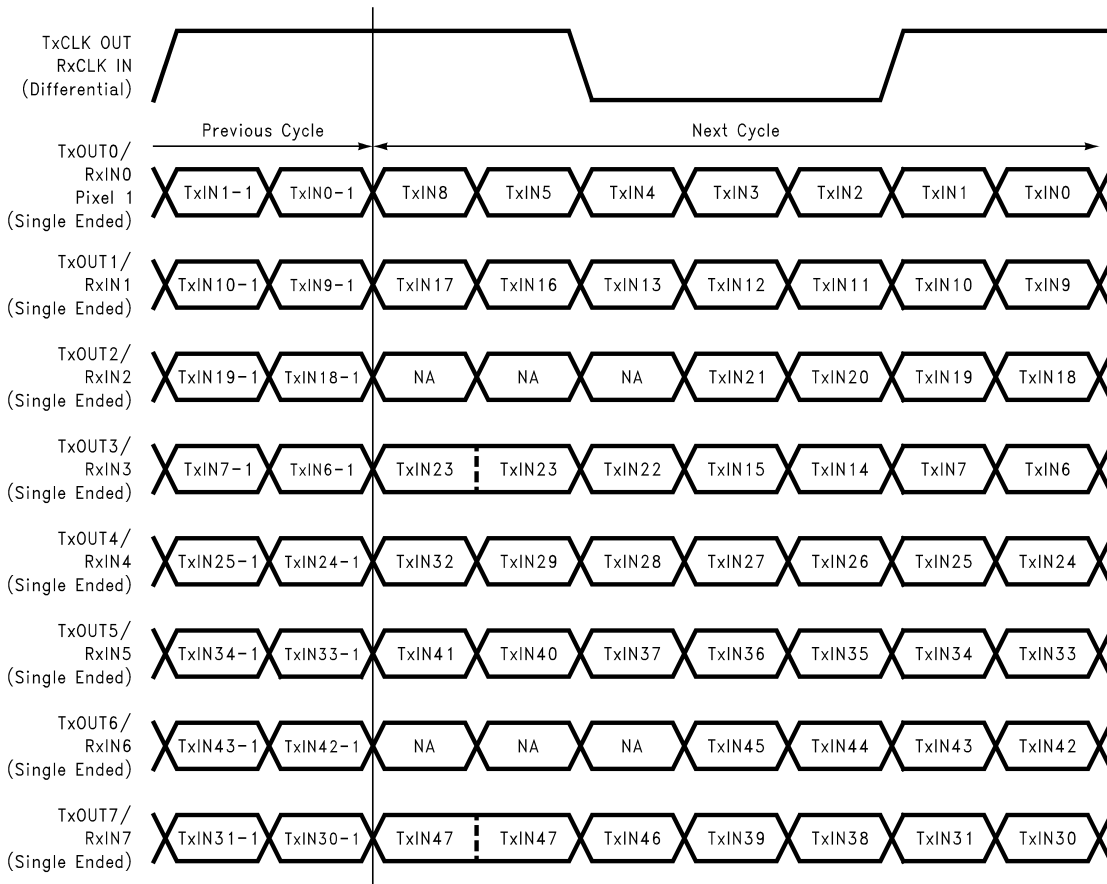 TxCLK OUT
RxCLK IN
(Differential)
Previous Cycle
Next Cycle
TxOUT0/
RxIN0
Pixel 1
(Single Ended)
TxIN1-1 TxIN0-1 TxIN8 TxIN5 TxIN4 TxIN3 TxIN2 TxIN1 TxIN0
TxOUT1/
RxIN1
(Single Ended)
TxIN10-1 TxIN9-1 TxIN17 TxIN16 TxIN13 TxIN12 TxIN11 TxIN10 TxIN9
TxOUT2/
RxIN2
(Single Ended)
TxIN19-1 TxIN18-1 NA NA NA TxIN21 TxIN20 TxIN19 TxIN18
TxOUT3/
RxIN3
(Single Ended)
TxIN7-1 TxIN6-1 TxIN23 TxIN23 TxIN22 TxIN15 TxIN14 TxIN7 TxIN6
TxOUT4/
RxIN4
(Single Ended)
TxIN25-1 TxIN24-1 TxIN32 TxIN29 TxIN28 TxIN27 TxIN26 TxIN25 TxIN24
TxOUT5/
RxIN5
(Single Ended)
TxIN34-1 TxIN33-1 TxIN41 TxIN40 TxIN37 TxIN36 TxIN35 TxIN34 TxIN33
TxOUT6/
RxIN6
(Single Ended)
TxIN43-1 TxIN42-1 NA NA NA TxIN45 TxIN44 TxIN43 TxIN42
TxOUT7/
RxIN7
(Single Ended)
TxIN31-1 TxIN30-1 TxIN47 TxIN47 TxIN46 TxIN39 TxIN38 TxIN31 TxIN30